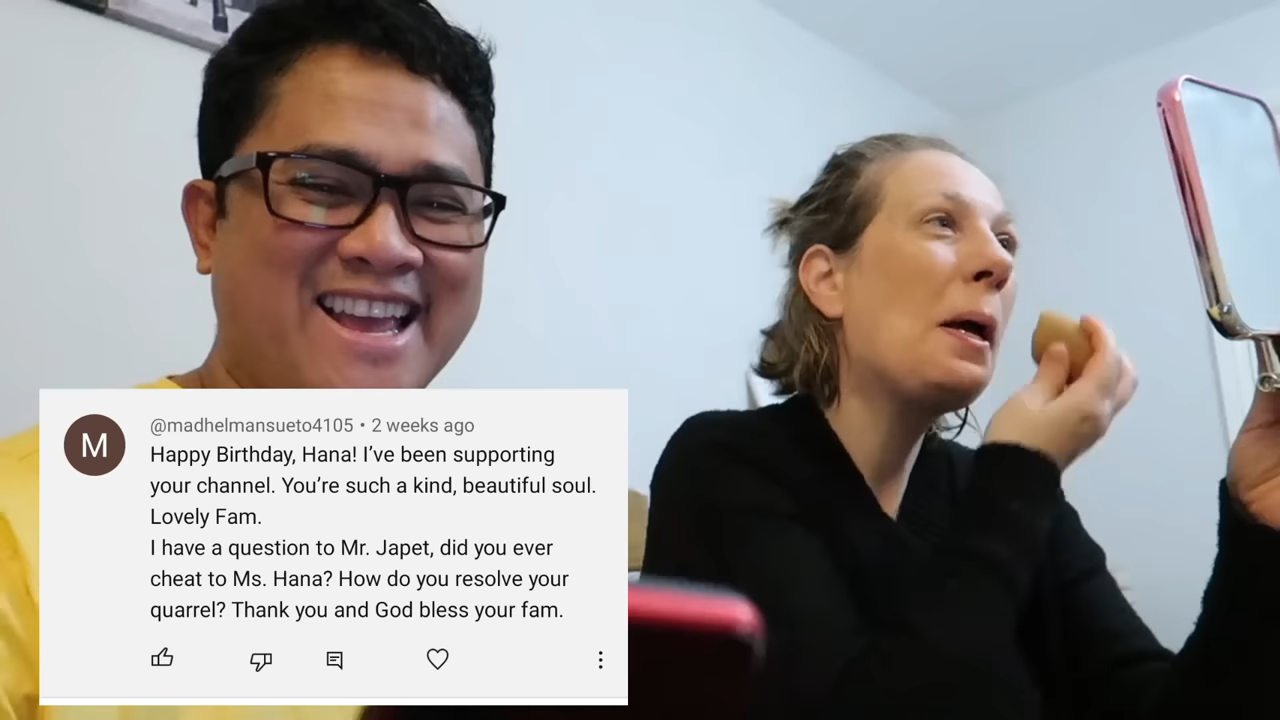 M
@madhelmansueto4105 • 2 weeks ago
Happy Birthday, Hana! I’ve been supporting
your channel. You’re such a kind, beautiful soul.
Lovely Fam.
I have a question to Mr. Japet, did you ever
cheat to Ms. Hana? How do you resolve your
quarrel? Thank you and God bless your fam.